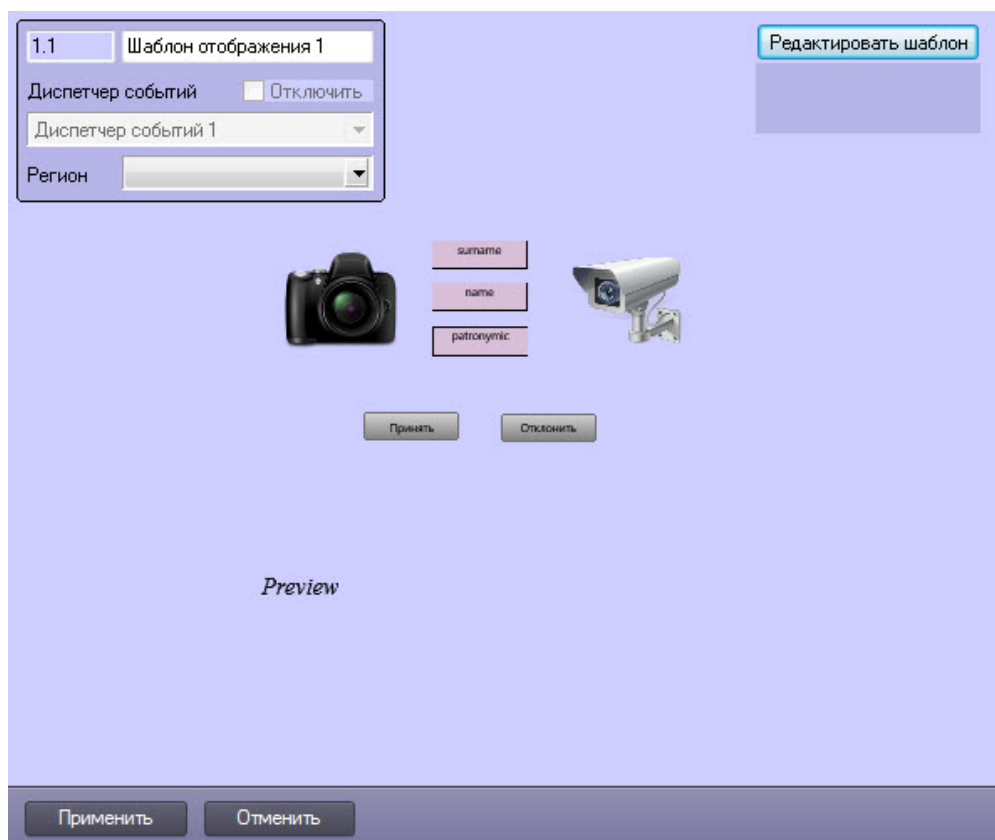 1.1 Шаблон отображения 1
Редактировать шаблон
Диспетчер событий Отключить
Диспетчер событий 1
Регион
surname
name
patronymic
Принять Отклонить
Preview
Применить Отменить